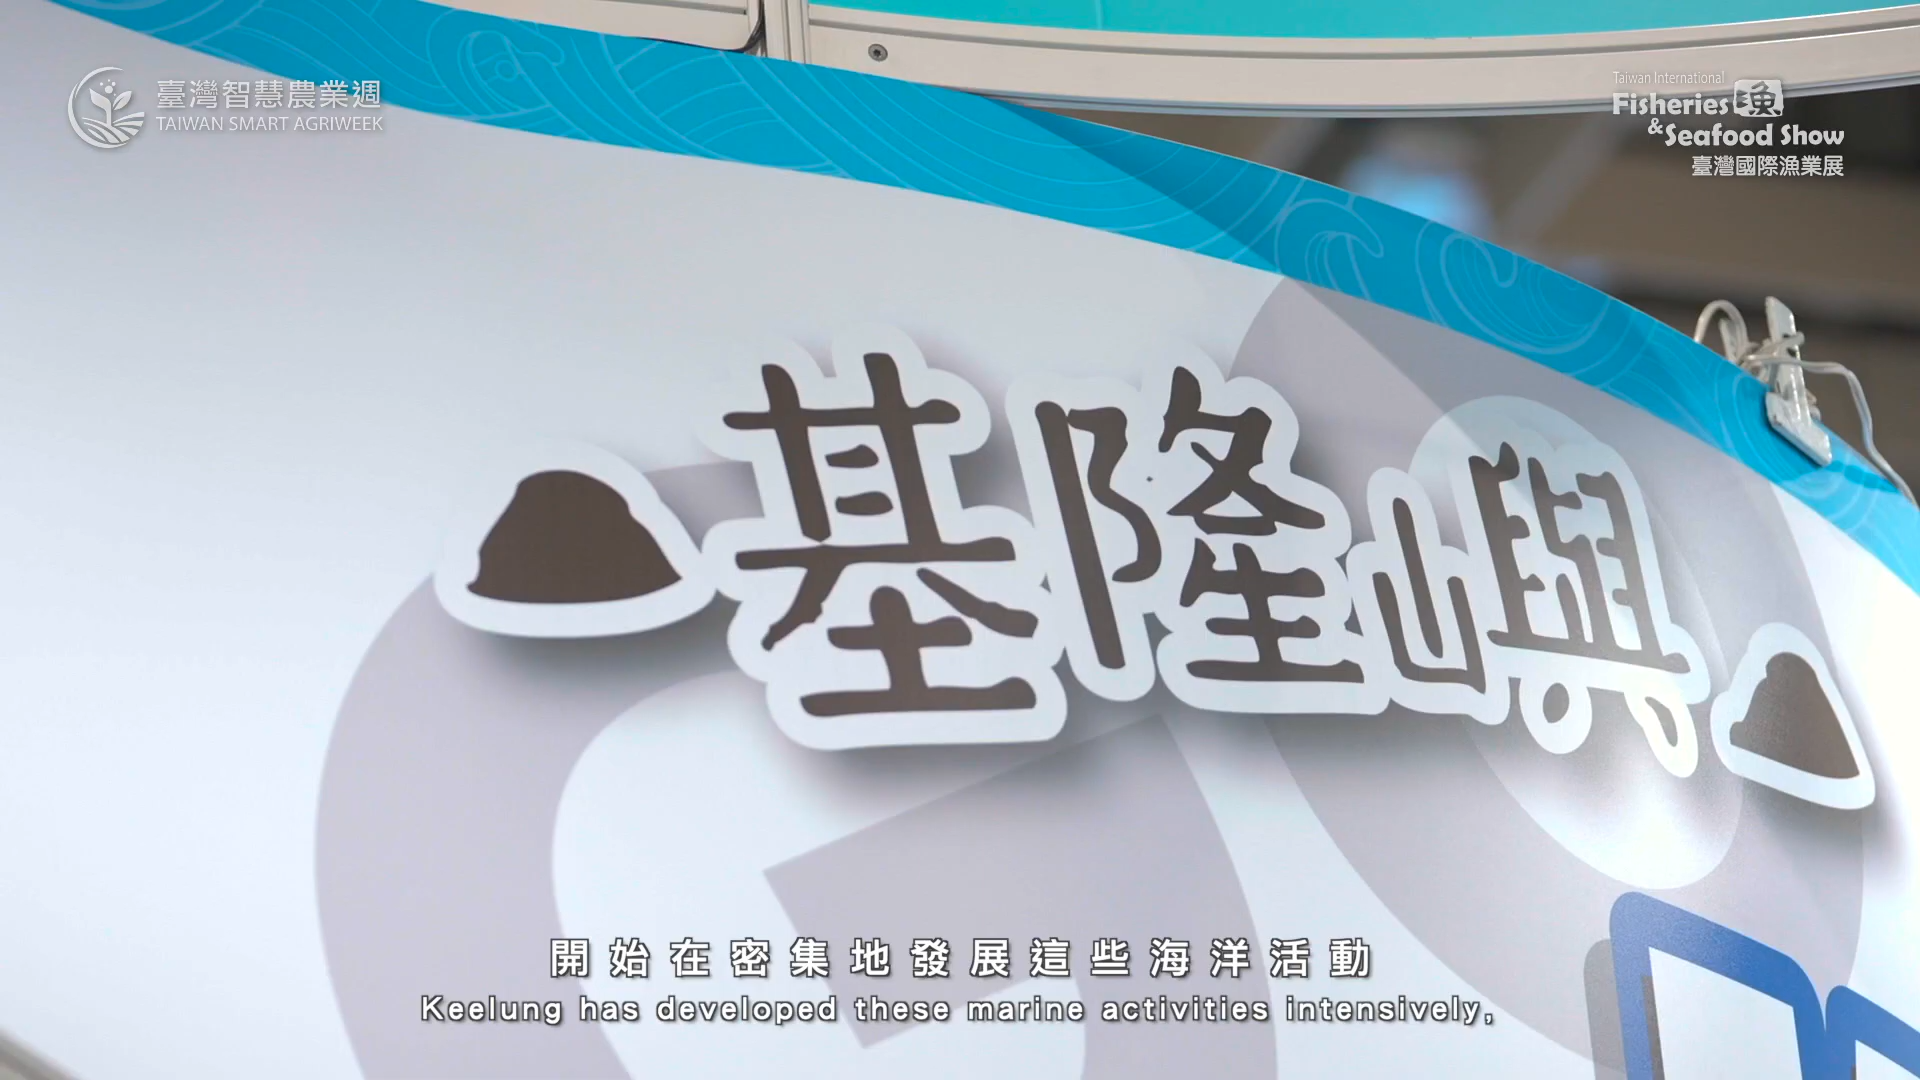 臺灣智慧農業週
TAIWAN SMART AGRIWEEK
Taiwan International
Fisheries 漁
& Seafood Show
臺灣國際漁業展
基隆嶼
開始在密集地發展這些海洋活動
Keelung has developed these marine activities intensively,